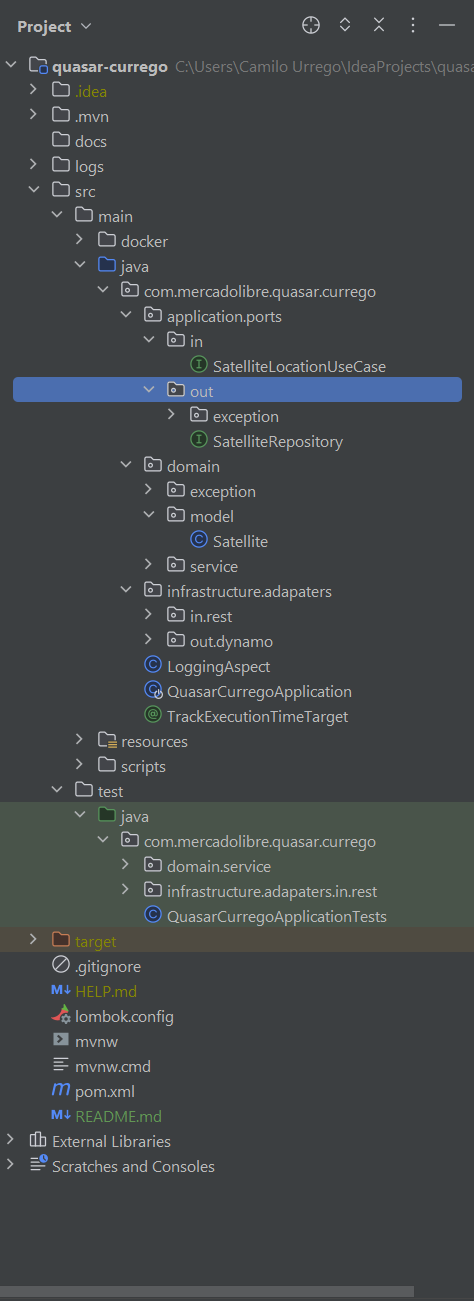 Project
quasar-currego C:\Users\Camilo Urrego\IdeaProjects\quasa
.idea
.mvn
docs
logs
src
main
docker
java
com.mercadolibre.quasar.currego
application.ports
in
SatelliteLocationUseCase
out
exception
SatelliteRepository
domain
exception
model
Satellite
service
infrastructure.adapaters
in.rest
out.dynamo
LoggingAspect
QuasarCurregoApplication
TrackExecutionTimeTarget
resources
scripts
test
java
com.mercadolibre.quasar.currego
domain.service
infrastructure.adapaters.in.rest
QuasarCurregoApplicationTests
target
.gitignore
HELP.md
lombok.config
mvnw
mvnw.cmd
pom.xml
README.md
External Libraries
Scratches and Consoles